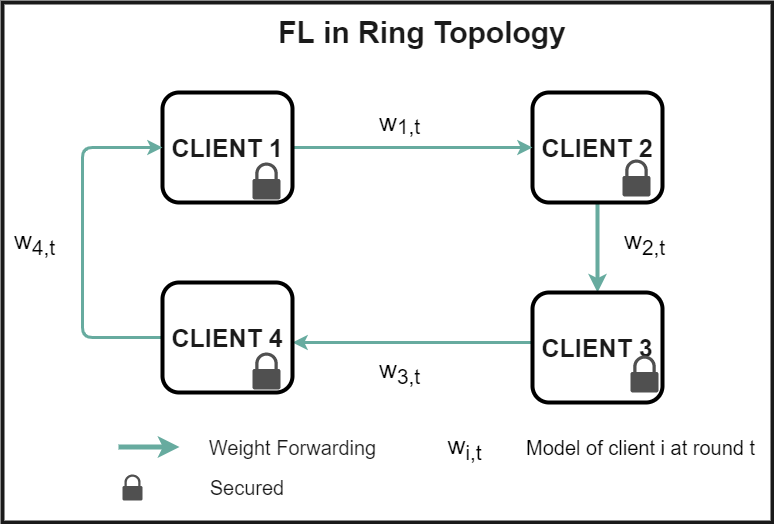 FL in Ring Topology
CLIENT 1
w1,t
CLIENT 2
w4,t
w2,t
CLIENT 4
w3,t
CLIENT 3
Weight Forwarding
wi,t
Model of client i at round t
Secured